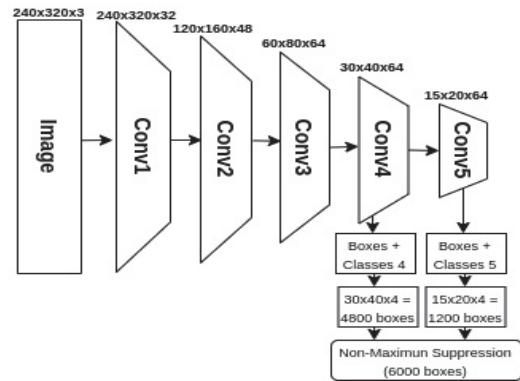 240x320x3
240x320x32
120x160x48
60x80x64
30x40x64
15x20x64
Image
Conv1
Conv2
Conv3
Conv4
Conv5
Boxes +
Classes 4
Boxes +
Classes 5
30x40x4 =
4800 boxes
15x20x4 =
1200 boxes
Non-Maximun Suppression
(6000 boxes)